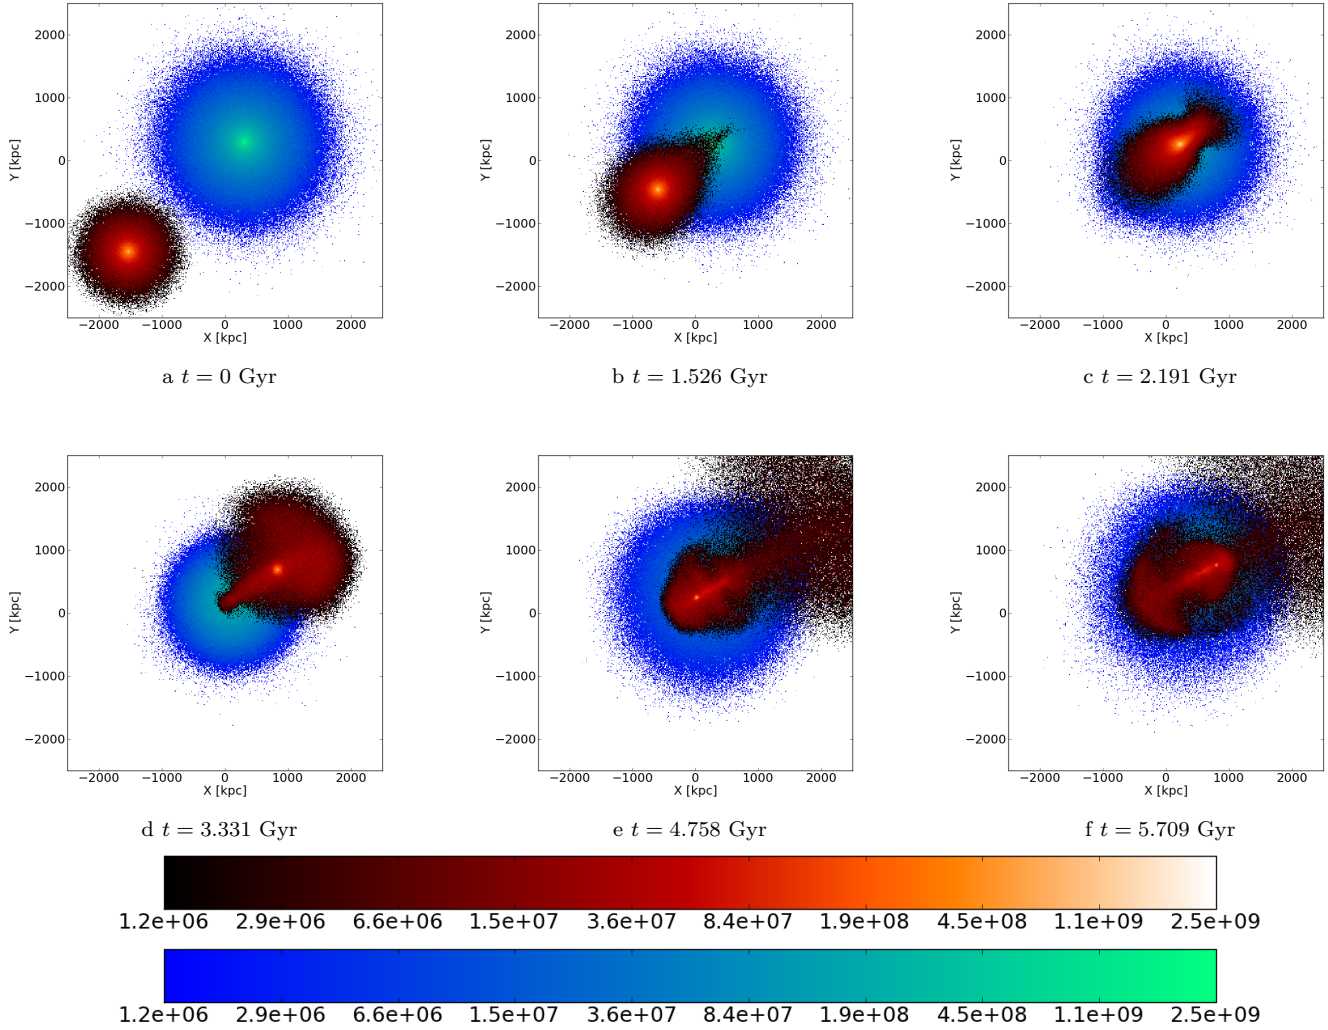 2000
1000
0
−1000
−2000
Y [kpc]
−2000 −1000 0 1000 2000
X [kpc]
a t = 0 Gyr
2000
1000
0
−1000
−2000
Y [kpc]
−2000 −1000 0 1000 2000
X [kpc]
b t = 1.526 Gyr
2000
1000
0
−1000
−2000
Y [kpc]
−2000 −1000 0 1000 2000
X [kpc]
c t = 2.191 Gyr
2000
1000
0
−1000
−2000
Y [kpc]
−2000 −1000 0 1000 2000
X [kpc]
d t = 3.331 Gyr
2000
1000
0
−1000
−2000
Y [kpc]
−2000 −1000 0 1000 2000
X [kpc]
e t = 4.758 Gyr
2000
1000
0
−1000
−2000
Y [kpc]
−2000 −1000 0 1000 2000
X [kpc]
f t = 5.709 Gyr
1.2e+06 2.9e+06 6.6e+06 1.5e+07 3.6e+07 8.4e+07 1.9e+08 4.5e+08 1.1e+09 2.5e+09
1.2e+06 2.9e+06 6.6e+06 1.5e+07 3.6e+07 8.4e+07 1.9e+08 4.5e+08 1.1e+09 2.5e+09